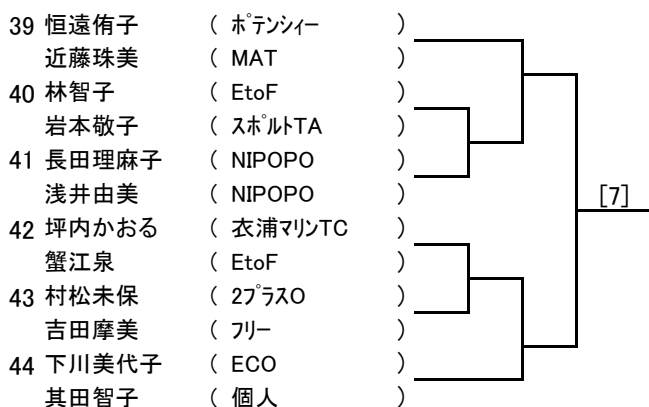 39 恒遠侑子 ( ﾎﾟﾃﾝｼｨｰ )
近藤珠美 ( MAT )
40 林智子 ( EtoF )
岩本敬子 ( ｽﾎﾟﾙﾄTA )
41 長田理麻子 ( NIPOPO )
浅井由美 ( NIPOPO )
[7]
42 坪内かおる ( 衣浦ﾏﾘﾝTC )
蟹江泉 ( EtoF )
43 村松未保 ( 2ﾌﾟﾗｽO )
吉田摩美 ( ﾌﾘｰ )
44 下川美代子 ( ECO )
其田智子 ( 個人 )